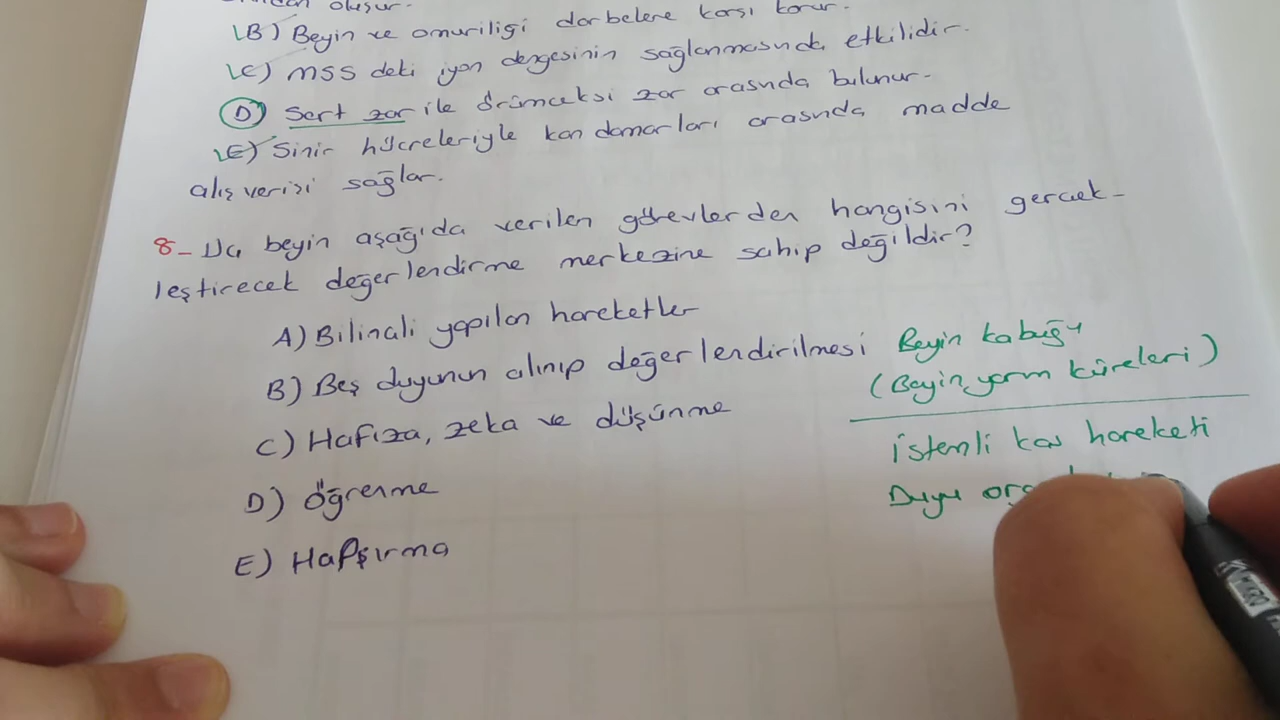 oluşur.
B) Beyin ve omuriliği darbelere karşı korur.
C) MSS deki iyon dengesinin sağlanmasında etkilidir.
D) Sert zar ile örümceksi zar arasında bulunur.
E) Sinir hücreleriyle kan damarları arasında madde
alış verişi sağlar.
8- Uç beyin aşağıda verilen görevlerden hangisini gerçek-
leştirecek değerlendirme merkezine sahip değildir?
A) Bilinçli yapılan hareketler
B) Beş duyunun alınıp değerlendirilmesi
C) Hafıza, zeka ve düşünme
D) Öğrenme
E) Hapşırma
Beyin kabuğu
(Beyin yarım küreleri)
İstemli kas hareketi
Duyu